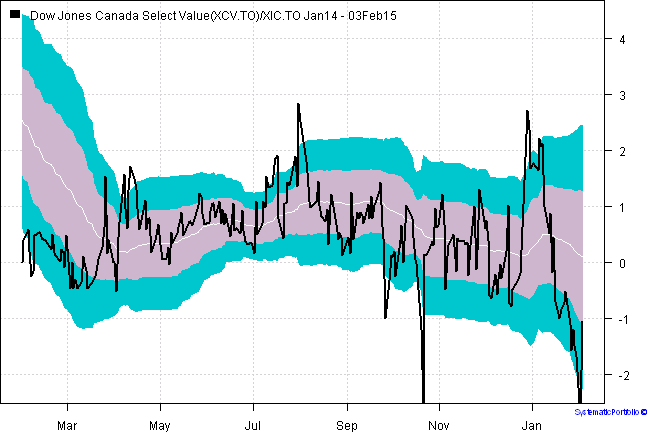 Dow Jones Canada Select Value(XCV.TO)/XIC.TO Jan14 - 03Feb15
4
3
2
1
0
-1
-2
Mar May Jul Sep Nov Jan
SystematicPortfolio ©